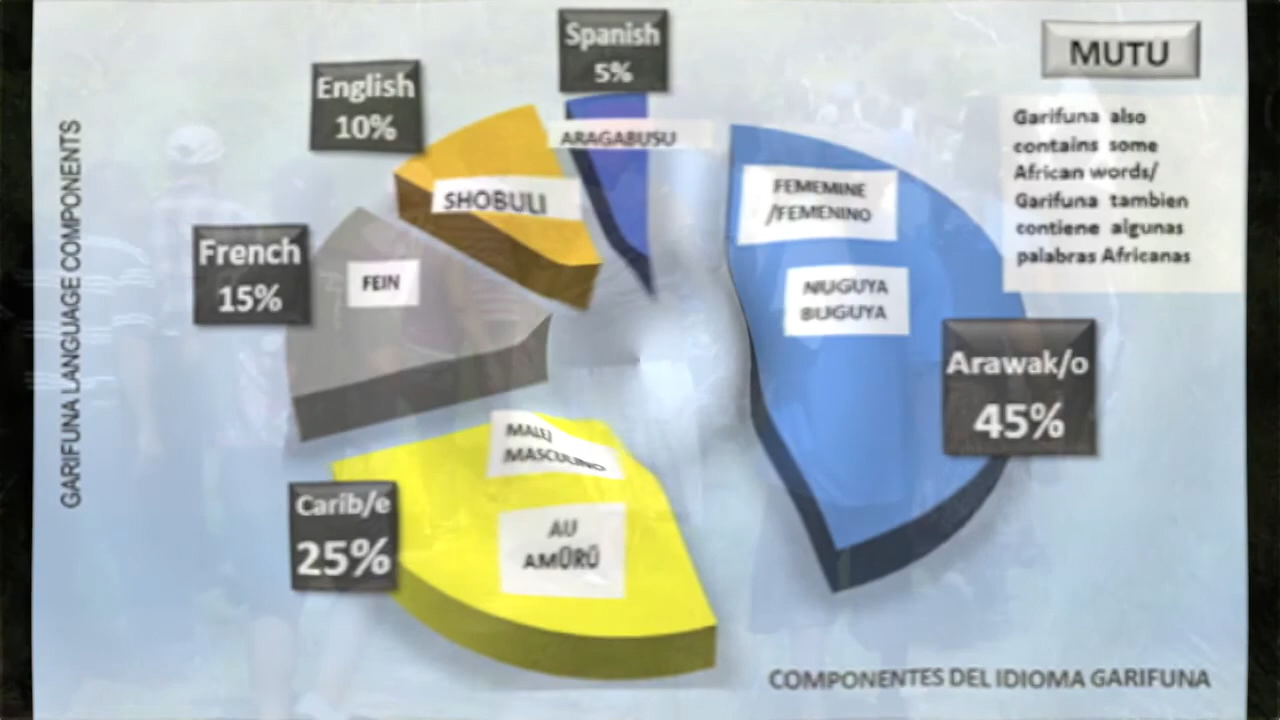 GARIFUNA LANGUAGE COMPONENTS
Spanish
5%
English
10%
French
15%
Carib/e
25%
Arawak/o
45%
ARAGABUSU
SHOBULI
FEIN
MALE/
MASCULINO
AU
AMÜRÜ
FEMEMINE
/FEMENINO
NUGUYA
BUGUYA
MUTU
Garifuna also
contains some
African words/
Garifuna tambien
contiene algunas
palabras Africanas
COMPONENTES DEL IDIOMA GARIFUNA